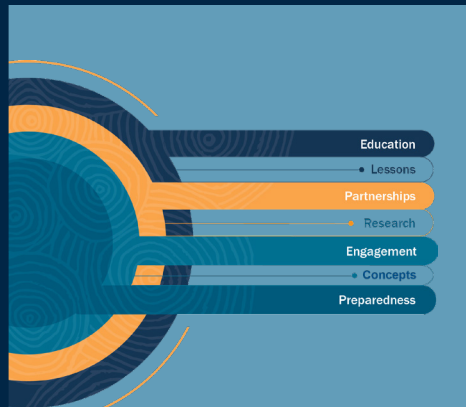 Education
Lessons
Partnerships
Research
Engagement
Concepts
Preparedness